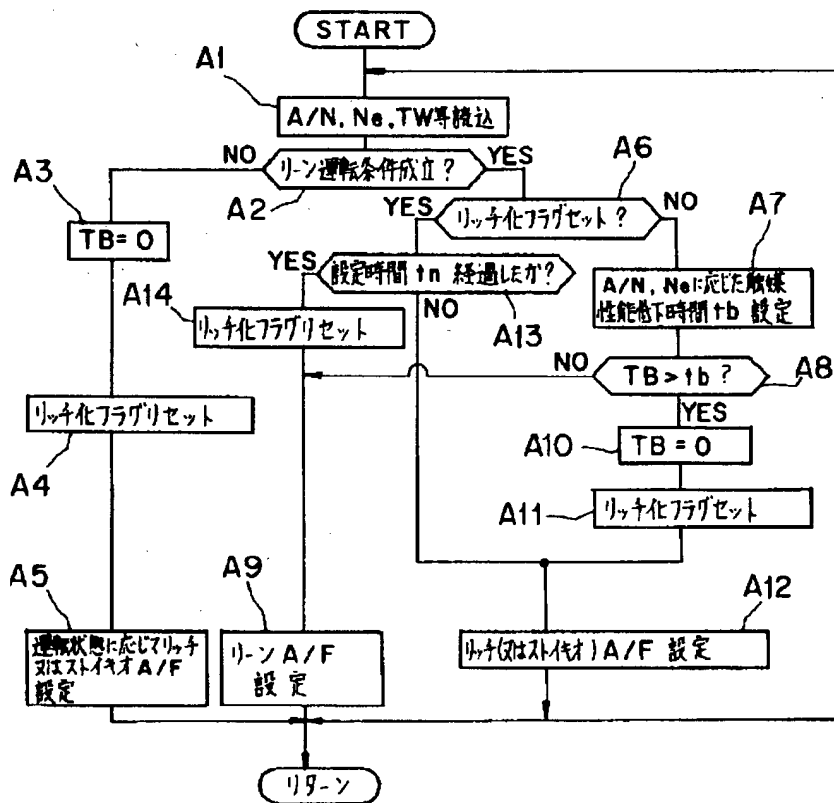 START
A1
A/N, Ne, TW等読込
NO
リーン運転条件成立?
YES
A2
A3
TB=0
A6
YES
リッチ化フラグセット?
NO
A7
A/N, Neに応じた触媒
性能低下時間tb 設定
YES
設定時間tn 経過したか?
NO
A13
A14
リッチ化フラグリセット
NO
TB>tb?
A8
YES
A10
TB=0
リッチ化フラグリセット
A4
A11
リッチ化フラグセット
A5
運転状態に応じてリッチ
又はストイキオA/F
設定
A9
リーンA/F
設定
A12
リッチ(又はストイキオ)A/F 設定
リターン